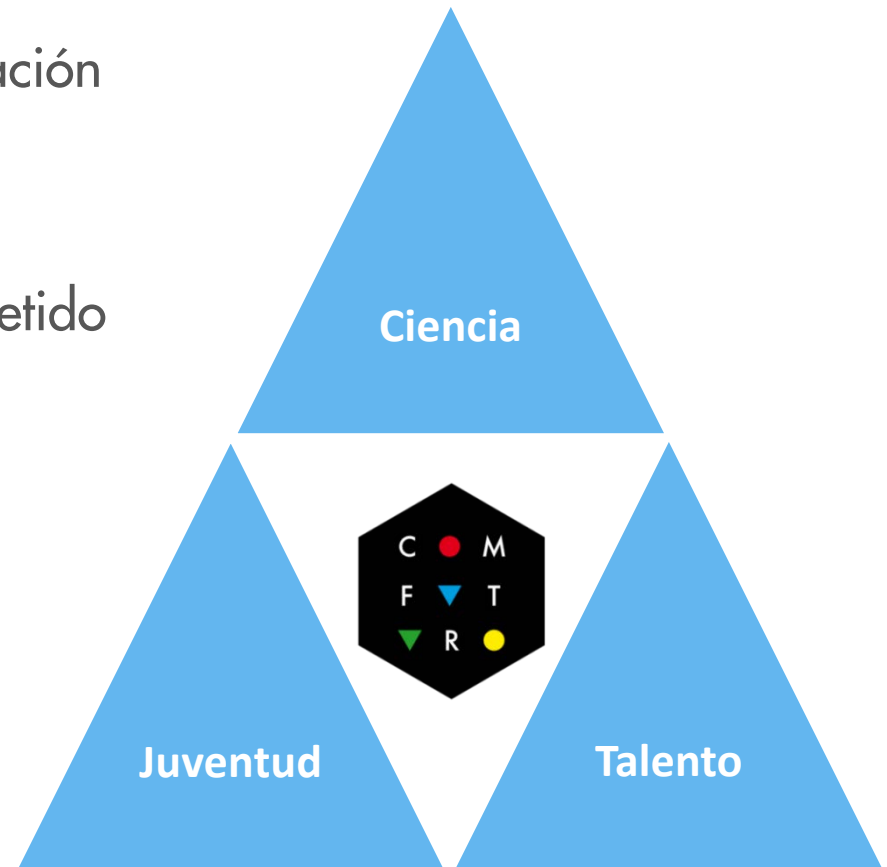 ación
etido
Ciencia
C M
F T
R
Juventud
Talento